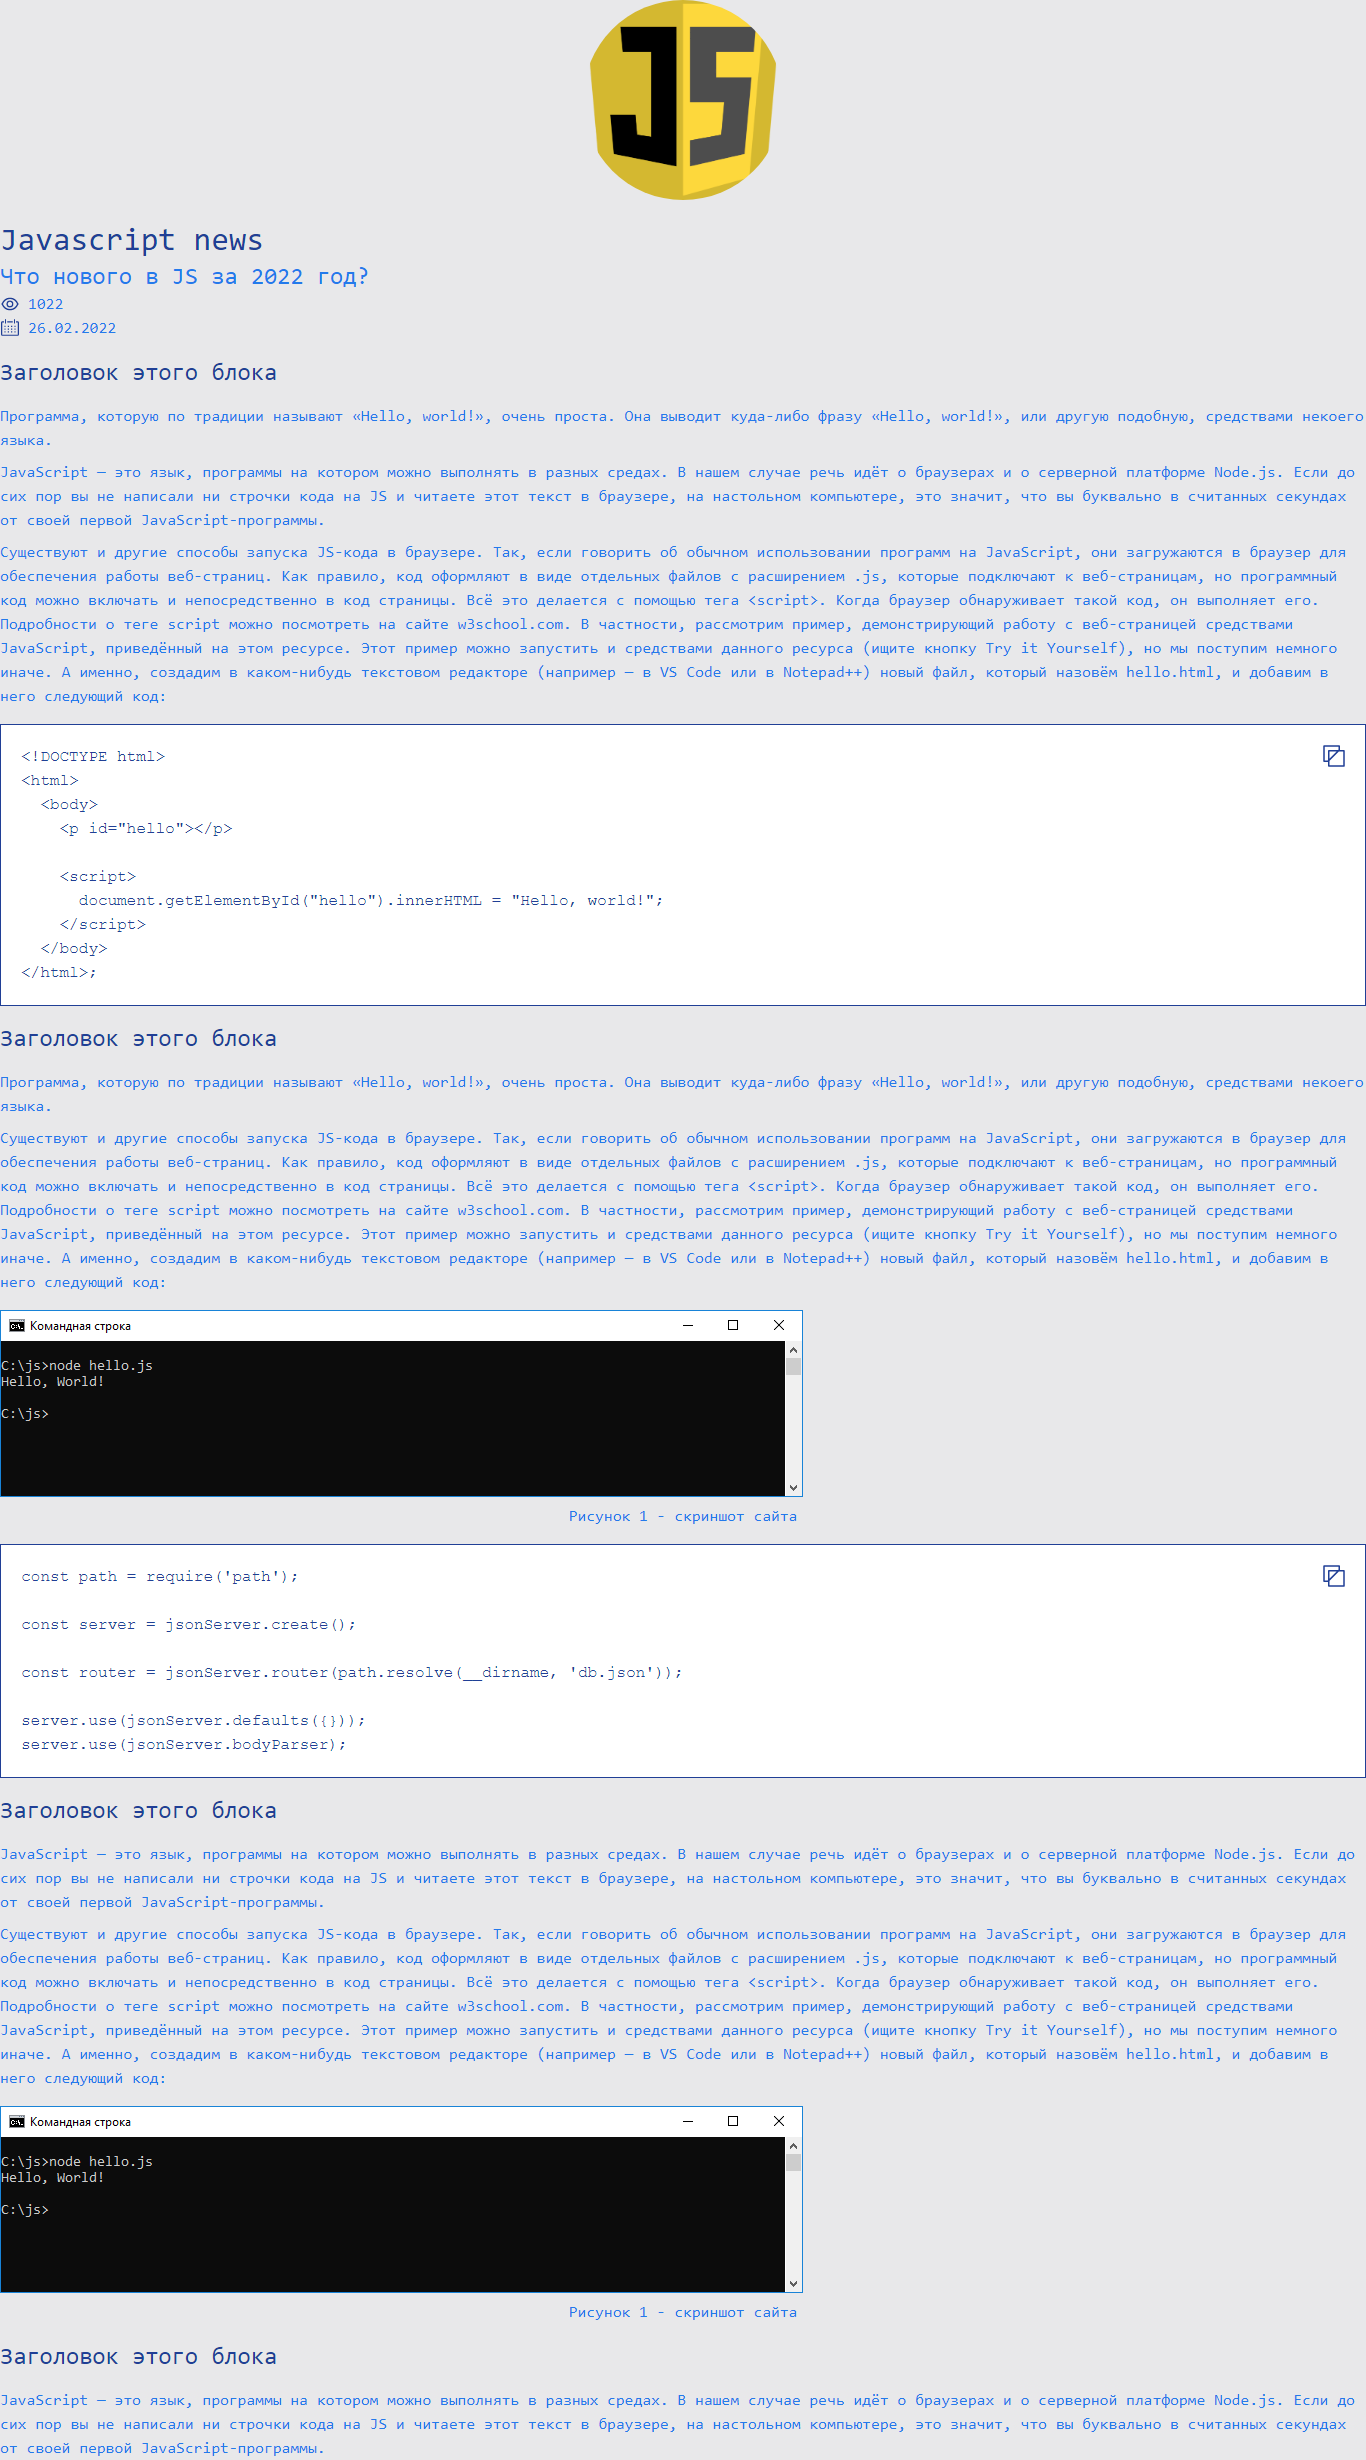 JS
Javascript news
Что нового в JS за 2022 год?
1022
26.02.2022
Заголовок этого блока
Программа, которую по традиции называют «Hello, world!», очень проста. Она выводит куда-либо фразу «Hello, world!», или другую подобную, средствами некоего
языка.
JavaScript — это язык, программы на котором можно выполнять в разных средах. В нашем случае речь идёт о браузерах и о серверной платформе Node.js. Если до
сих пор вы не написали ни строчки кода на JS и читаете этот текст в браузере, на настольном компьютере, это значит, что вы буквально в считанных секундах
от своей первой JavaScript-программы.
Существуют и другие способы запуска JS-кода в браузере. Так, если говорить об обычном использовании программ на JavaScript, они загружаются в браузер для
обеспечения работы веб-страниц. Как правило, код оформляют в виде отдельных файлов с расширением .js, которые подключают к веб-страницам, но программный
код можно включать и непосредственно в код страницы. Всё это делается с помощью тега <script>. Когда браузер обнаруживает такой код, он выполняет его.
Подробности о теге script можно посмотреть на сайте w3school.com. В частности, рассмотрим пример, демонстрирующий работу с веб-страницей средствами
JavaScript, приведённый на этом ресурсе. Этот пример можно запустить и средствами данного ресурса (ищите кнопку Try it Yourself), но мы поступим немного
иначе. А именно, создадим в каком-нибудь текстовом редакторе (например — в VS Code или в Notepad++) новый файл, который назовём hello.html, и добавим в
него следующий код:
<!DOCTYPE html>
<html>
  <body>
    <p id="hello"></p>
    <script>
      document.getElementById("hello").innerHTML = "Hello, world!";
    </script>
  </body>
</html>;
Заголовок этого блока
Программа, которую по традиции называют «Hello, world!», очень проста. Она выводит куда-либо фразу «Hello, world!», или другую подобную, средствами некоего
языка.
Существуют и другие способы запуска JS-кода в браузере. Так, если говорить об обычном использовании программ на JavaScript, они загружаются в браузер для
обеспечения работы веб-страниц. Как правило, код оформляют в виде отдельных файлов с расширением .js, которые подключают к веб-страницам, но программный
код можно включать и непосредственно в код страницы. Всё это делается с помощью тега <script>. Когда браузер обнаруживает такой код, он выполняет его.
Подробности о теге script можно посмотреть на сайте w3school.com. В частности, рассмотрим пример, демонстрирующий работу с веб-страницей средствами
JavaScript, приведённый на этом ресурсе. Этот пример можно запустить и средствами данного ресурса (ищите кнопку Try it Yourself), но мы поступим немного
иначе. А именно, создадим в каком-нибудь текстовом редакторе (например — в VS Code или в Notepad++) новый файл, который назовём hello.html, и добавим в
него следующий код:
Командная строка
C:\js>node hello.js
Hello, World!
C:\js>
Рисунок 1 - скриншот сайта
const path = require('path');
const server = jsonServer.create();
const router = jsonServer.router(path.resolve(__dirname, 'db.json'));
server.use(jsonServer.defaults({}));
server.use(jsonServer.bodyParser);
Заголовок этого блока
JavaScript — это язык, программы на котором можно выполнять в разных средах. В нашем случае речь идёт о браузерах и о серверной платформе Node.js. Если до
сих пор вы не написали ни строчки кода на JS и читаете этот текст в браузере, на настольном компьютере, это значит, что вы буквально в считанных секундах
от своей первой JavaScript-программы.
Существуют и другие способы запуска JS-кода в браузере. Так, если говорить об обычном использовании программ на JavaScript, они загружаются в браузер для
обеспечения работы веб-страниц. Как правило, код оформляют в виде отдельных файлов с расширением .js, которые подключают к веб-страницам, но программный
код можно включать и непосредственно в код страницы. Всё это делается с помощью тега <script>. Когда браузер обнаруживает такой код, он выполняет его.
Подробности о теге script можно посмотреть на сайте w3school.com. В частности, рассмотрим пример, демонстрирующий работу с веб-страницей средствами
JavaScript, приведённый на этом ресурсе. Этот пример можно запустить и средствами данного ресурса (ищите кнопку Try it Yourself), но мы поступим немного
иначе. А именно, создадим в каком-нибудь текстовом редакторе (например — в VS Code или в Notepad++) новый файл, который назовём hello.html, и добавим в
него следующий код:
Командная строка
C:\js>node hello.js
Hello, World!
C:\js>
Рисунок 1 - скриншот сайта
Заголовок этого блока
JavaScript — это язык, программы на котором можно выполнять в разных средах. В нашем случае речь идёт о браузерах и о серверной платформе Node.js. Если до
сих пор вы не написали ни строчки кода на JS и читаете этот текст в браузере, на настольном компьютере, это значит, что вы буквально в считанных секундах
от своей первой JavaScript-программы.